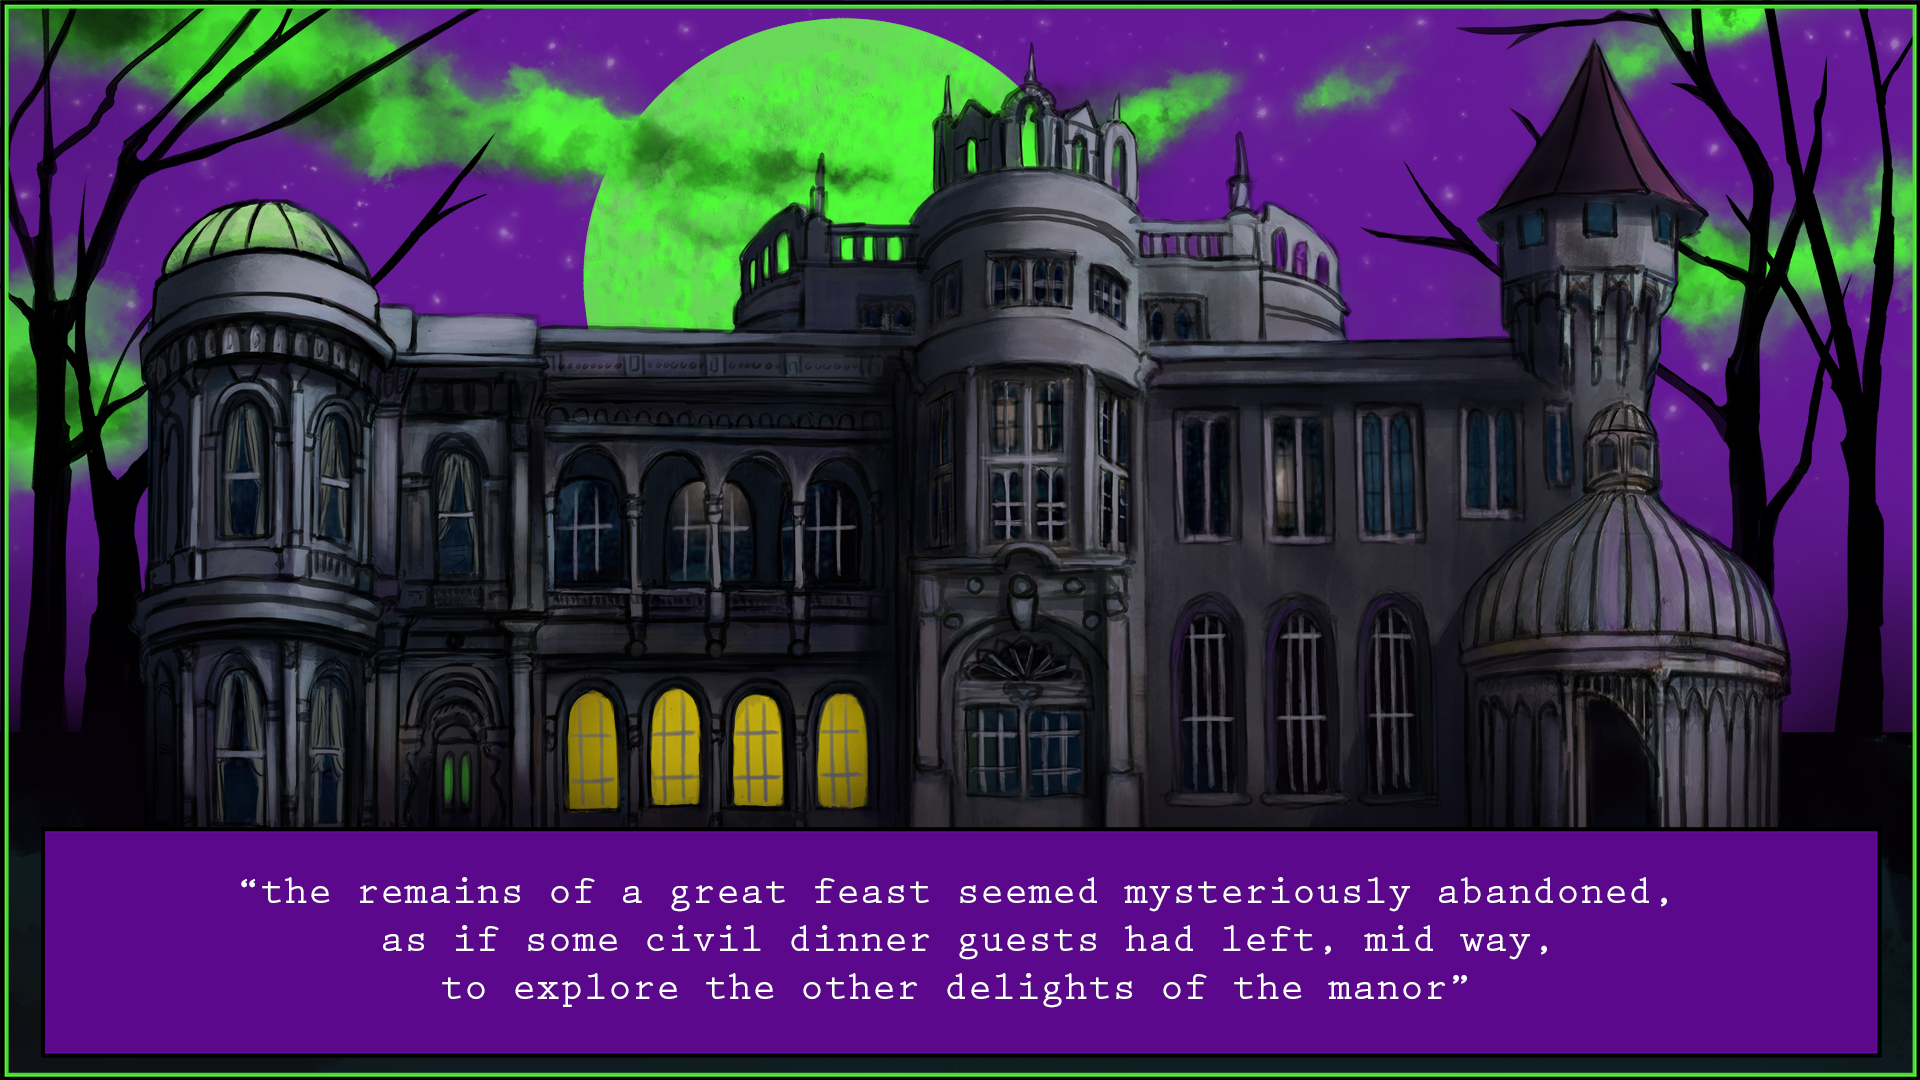 “the remains of a great feast seemed mysteriously abandoned,
as if some civil dinner guests had left, mid way,
to explore the other delights of the manor”